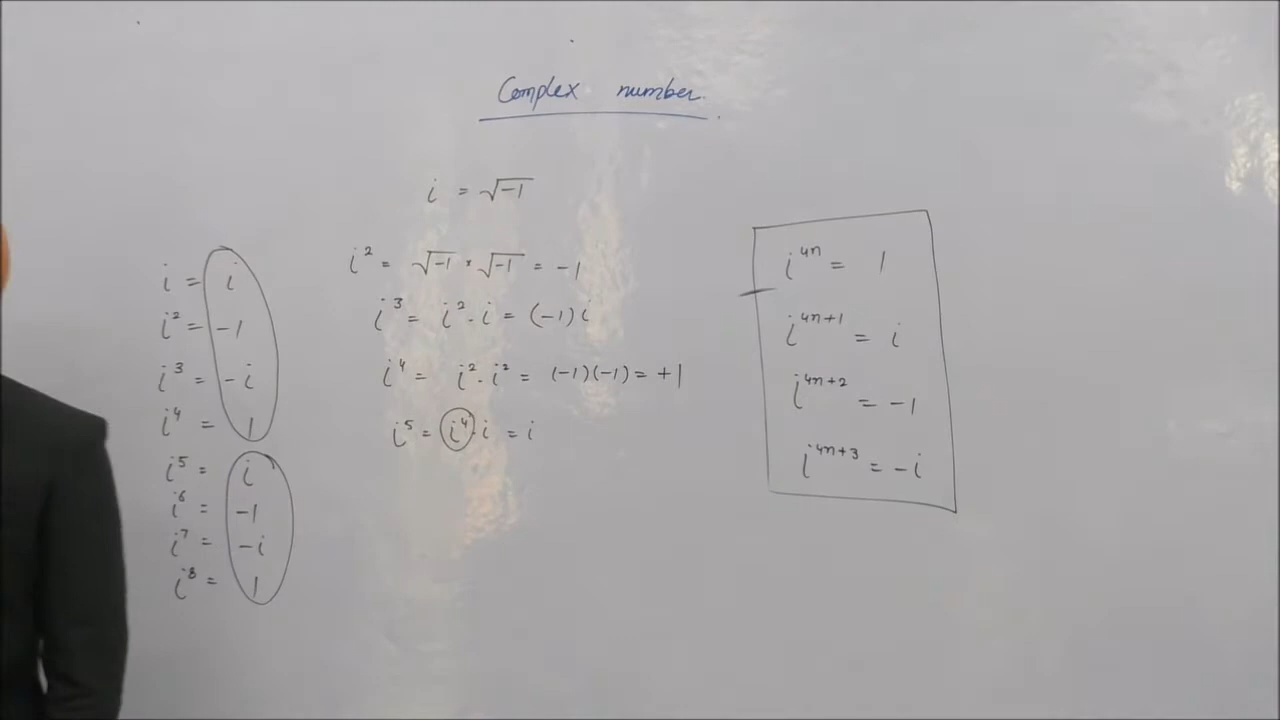 Complex number.
i = √-1
i² = √-1 × √-1 = -1
i³ = i² . i = (-1) i
i⁴ = i² . i² = (-1)(-1) = +1
i⁵ = i⁴ . i = i
i = i
i² = -1
i³ = -i
i⁴ = 1
i⁵ = i
i⁶ = -1
i⁷ = -i
i⁸ = 1
i⁴ⁿ = 1
i⁴ⁿ⁺¹ = i
i⁴ⁿ⁺² = -1
i⁴ⁿ⁺³ = -i